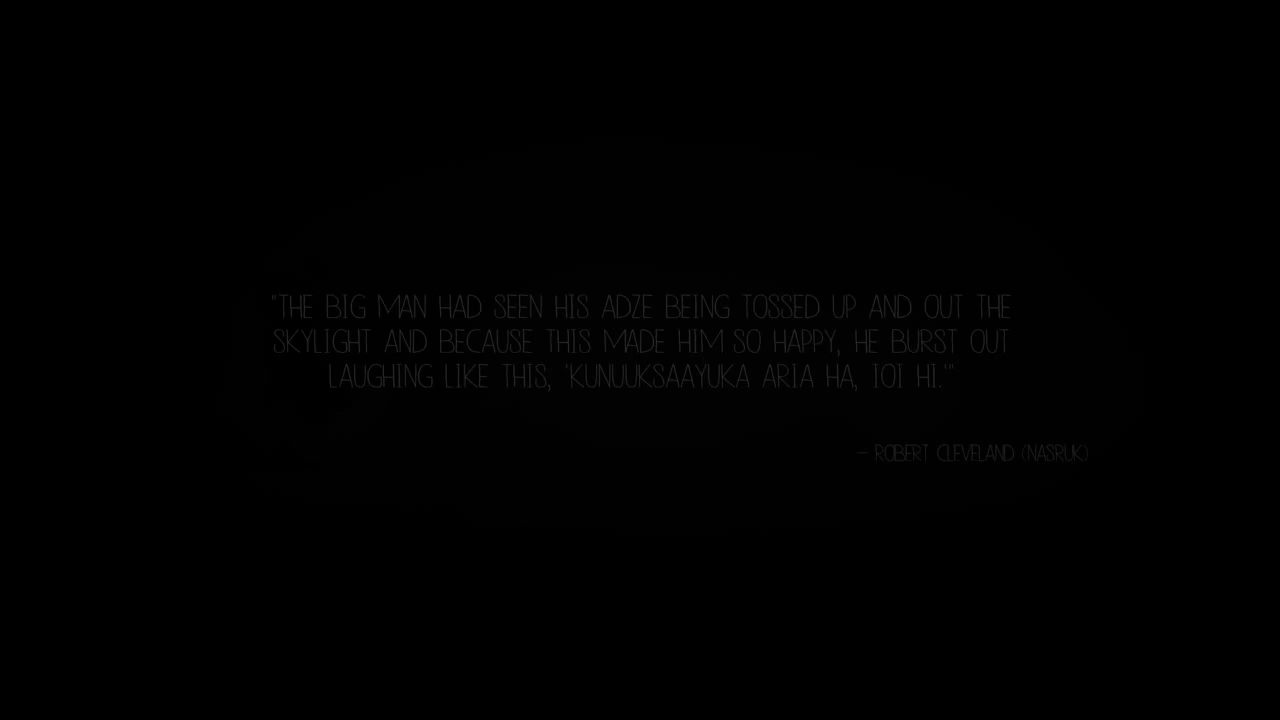 "THE BIG MAN HAD SEEN HIS ADZE BEING TOSSED UP AND OUT THE
SKYLIGHT AND BECAUSE THIS MADE HIM SO HAPPY, HE BURST OUT
LAUGHING LIKE THIS, 'KUNUUKSAAYUKA ARIA HA, IOI HI.'"
— ROBERT CLEVELAND (NASRUK)